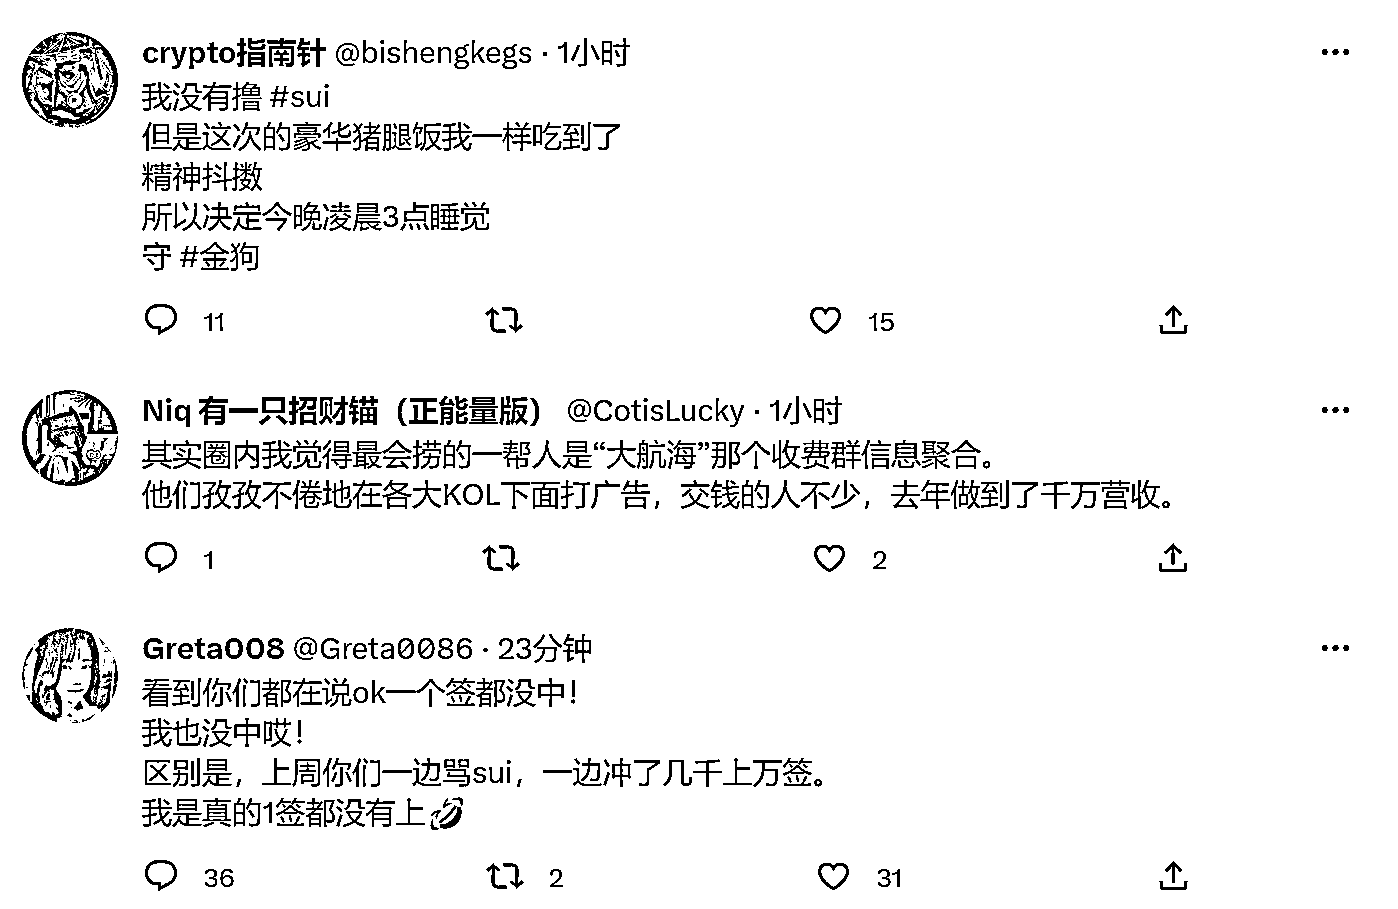 crypto指南针 @bishengkegs · 1小时
我没有撸 #sui
但是这次的豪华猪腿饭我一样吃到了
精神抖擞
所以决定今晚凌晨3点睡觉
守 #金狗
11 15
Niq 有一只招财锚（正能量版） @CotisLucky · 1小时
其实圈内我觉得最会捞的一帮人是“大航海”那个收费群信息聚合。
他们孜孜不倦地在各大KOL下面打广告，交钱的人不少，去年做到了千万营收。
1 2
Greta008 @Greta0086 · 23分钟
看到你们都在说ok一个签都没中！
我也没中哎！
区别是，上周你们一边骂sui，一边冲了几千上万签。
我是真的1签都没有上
36 2 31